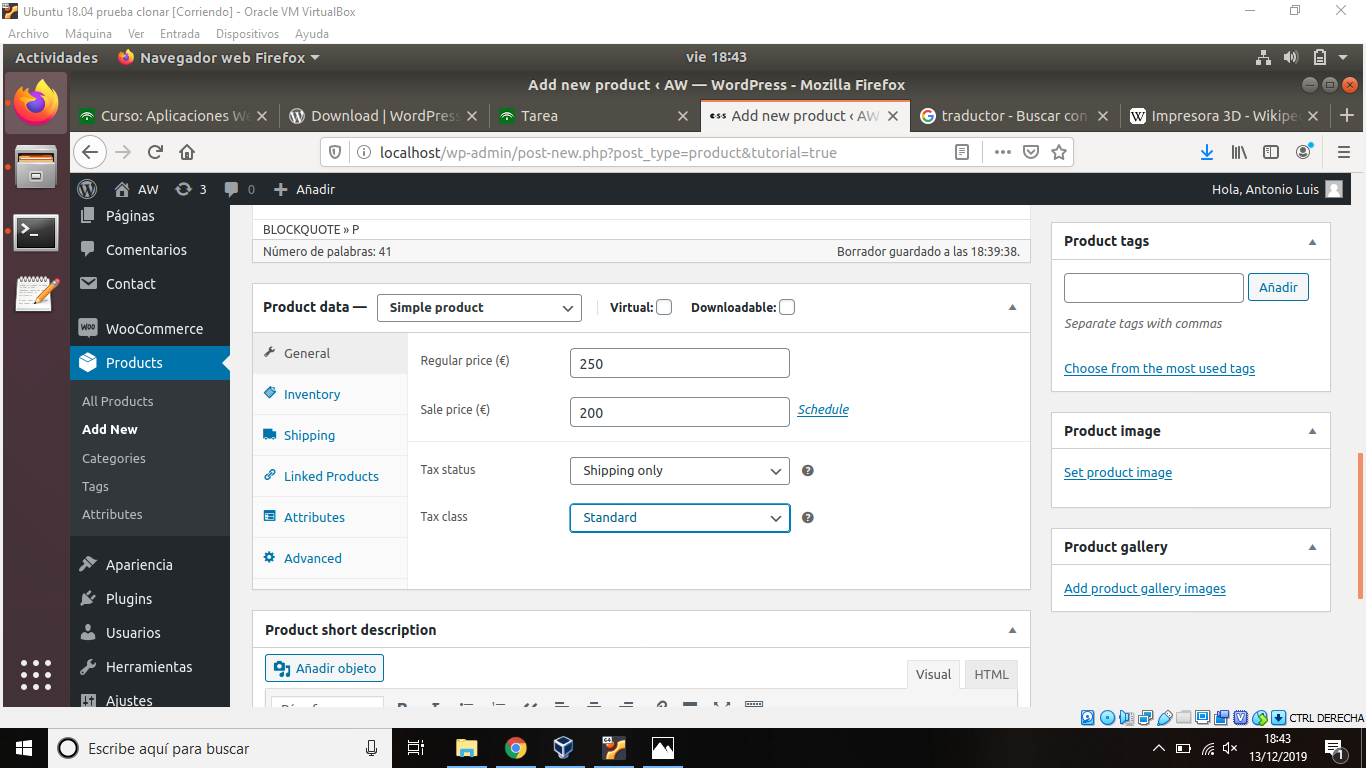 Ubuntu 18.04 prueba clonar [Corriendo] - Oracle VM VirtualBox
Archivo Máquina Ver Entrada Dispositivos Ayuda
Actividades Navegador web Firefox vie 18:43
Add new product ‹ AW — WordPress - Mozilla Firefox
Curso: Aplicaciones We Download | WordPress Tarea Add new product ‹ AW traductor - Buscar con Impresora 3D - Wikipe
localhost/wp-admin/post-new.php?post_type=product&tutorial=true
AW 3 0 Añadir Hola, Antonio Luis
Páginas
Comentarios
Contact
WooCommerce
Products
All Products
Add New
Categories
Tags
Attributes
Apariencia
Plugins
Usuarios
Herramientas
Ajustes
BLOCKQUOTE » P
Número de palabras: 41 Borrador guardado a las 18:39:38.
Product data — Simple product Virtual: Downloadable:
General
Inventory
Shipping
Linked Products
Attributes
Advanced
Regular price (€) 250
Sale price (€) 200 Schedule
Tax status Shipping only
Tax class Standard
Product short description
Añadir objeto
Visual HTML
Product tags
Añadir
Separate tags with commas
Choose from the most used tags
Product image
Set product image
Product gallery
Add product gallery images
CTRL DERECHA
Escribe aquí para buscar
18:43
13/12/2019
1